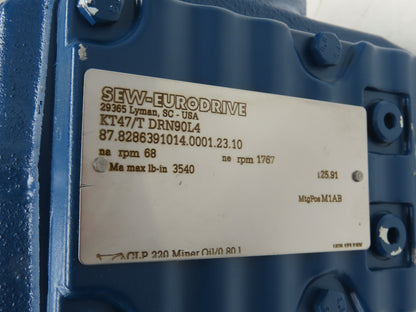 SEW-EURODRIVE
29365 Lyman, SC - USA
KT47/T DRN90L4
87.8286391014.0001.23.10
na rpm 68 ne rpm 1767
Ma max lb-in 3540 i25.91
MtgPos M1AB
CLP 220 Miner.Oil/0.80 l